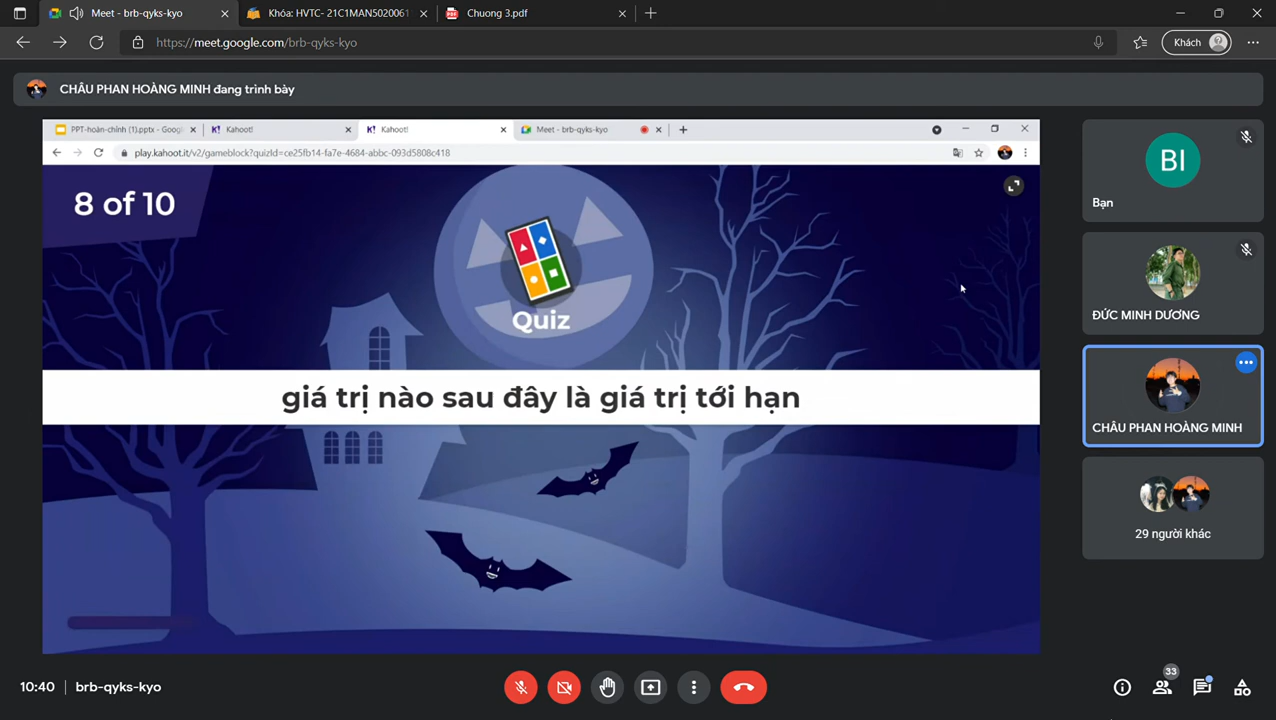 Meet - brb-qyks-kyo
Khóa: HVTC- 21C1MAN5020061
Chuong 3.pdf
https://meet.google.com/brb-qyks-kyo
Khách
CHÂU PHAN HOÀNG MINH đang trình bày
PPT-hoàn-chỉnh (1).pptx - Goog
K! Kahoot!
K! Kahoot!
Meet - brb-qyks-kyo
play.kahoot.it/v2/gameblock?quizId=ce25fb14-fa7e-4684-abbc-093d5808c418
8 of 10
Quiz
giá trị nào sau đây là giá trị tới hạn
BI
Bạn
ĐỨC MINH DƯƠNG
CHÂU PHAN HOÀNG MINH
29 người khác
10:40 | brb-qyks-kyo
33